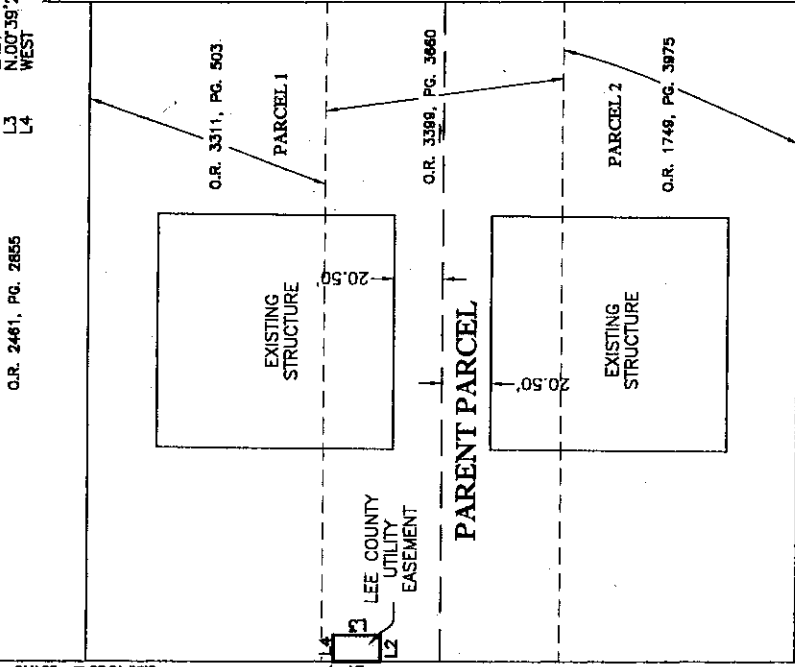 L3 N.00°39'2
L4 WEST
O.R. 2461, PG. 2855
O.R. 3311, PG. 503
PARCEL 1
O.R. 3399, PG. 3660
PARCEL 2
O.R. 1749, PG. 3975
EXISTING
STRUCTURE
20.50'
PARENT PARCEL
20.50'
EXISTING
STRUCTURE
LEE COUNTY
UTILITY
EASEMENT
L4
L3
L2